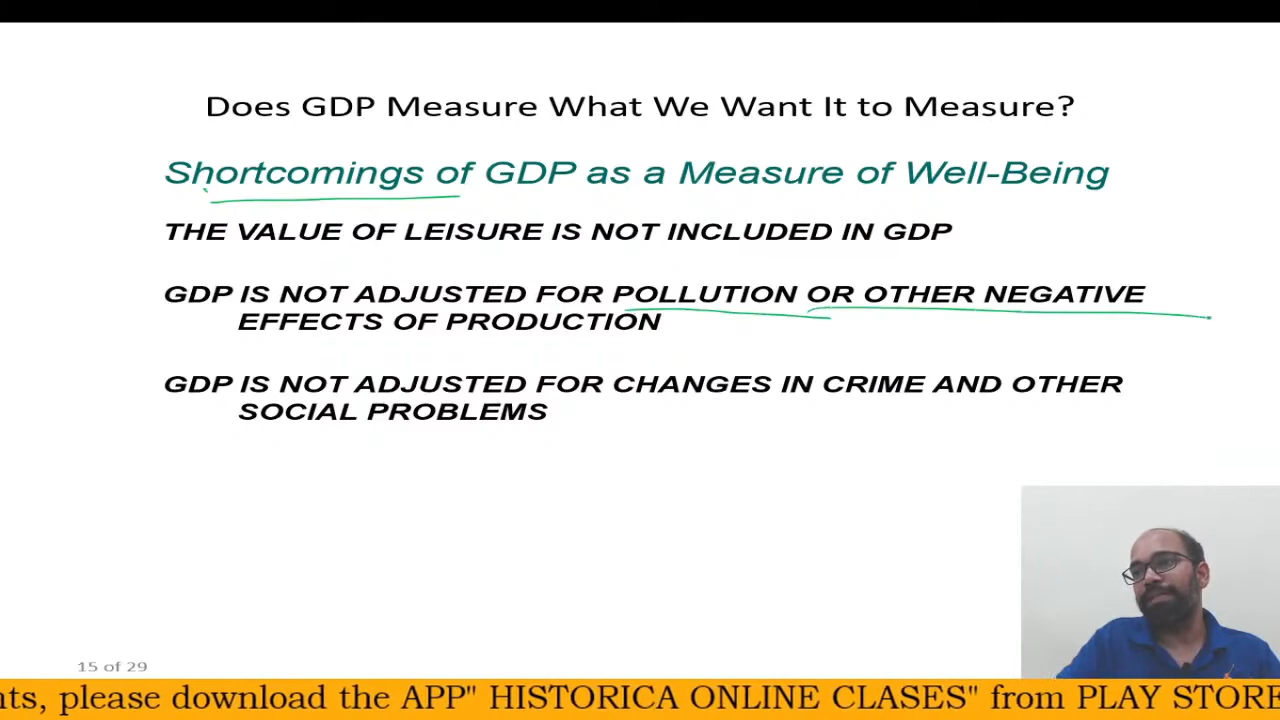 Does GDP Measure What We Want It to Measure?
Shortcomings of GDP as a Measure of Well-Being
THE VALUE OF LEISURE IS NOT INCLUDED IN GDP
GDP IS NOT ADJUSTED FOR POLLUTION OR OTHER NEGATIVE
EFFECTS OF PRODUCTION
GDP IS NOT ADJUSTED FOR CHANGES IN CRIME AND OTHER
SOCIAL PROBLEMS
15 of 29
nts, please download the APP" HISTORICA ONLINE CLASES" from PLAY STORE